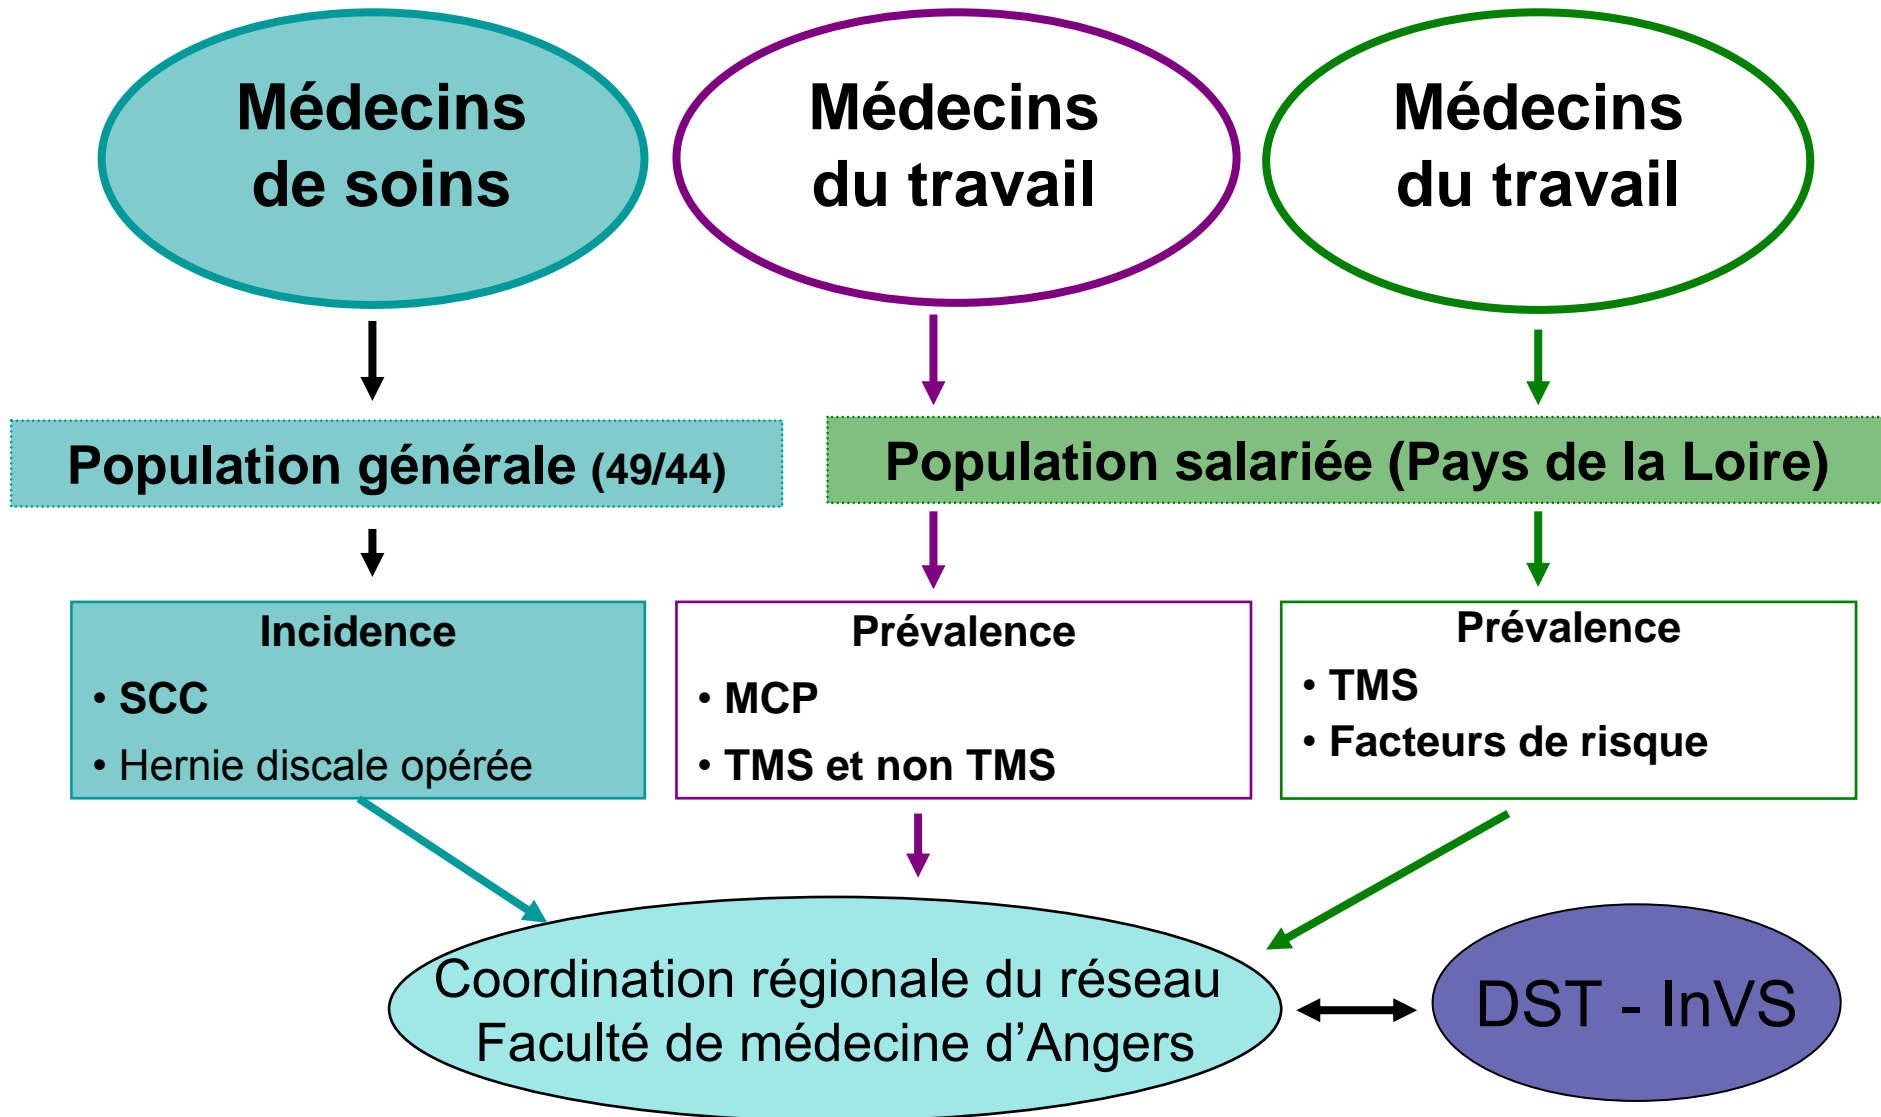 Médecins
de soins
Médecins
du travail
Médecins
du travail
Population générale (49/44)
Population salariée (Pays de la Loire)
Incidence
• SCC
• Hernie discale opérée
Prévalence
• MCP
• TMS et non TMS
Prévalence
• TMS
• Facteurs de risque
Coordination régionale du réseau
Faculté de médecine d’Angers
DST - InVS